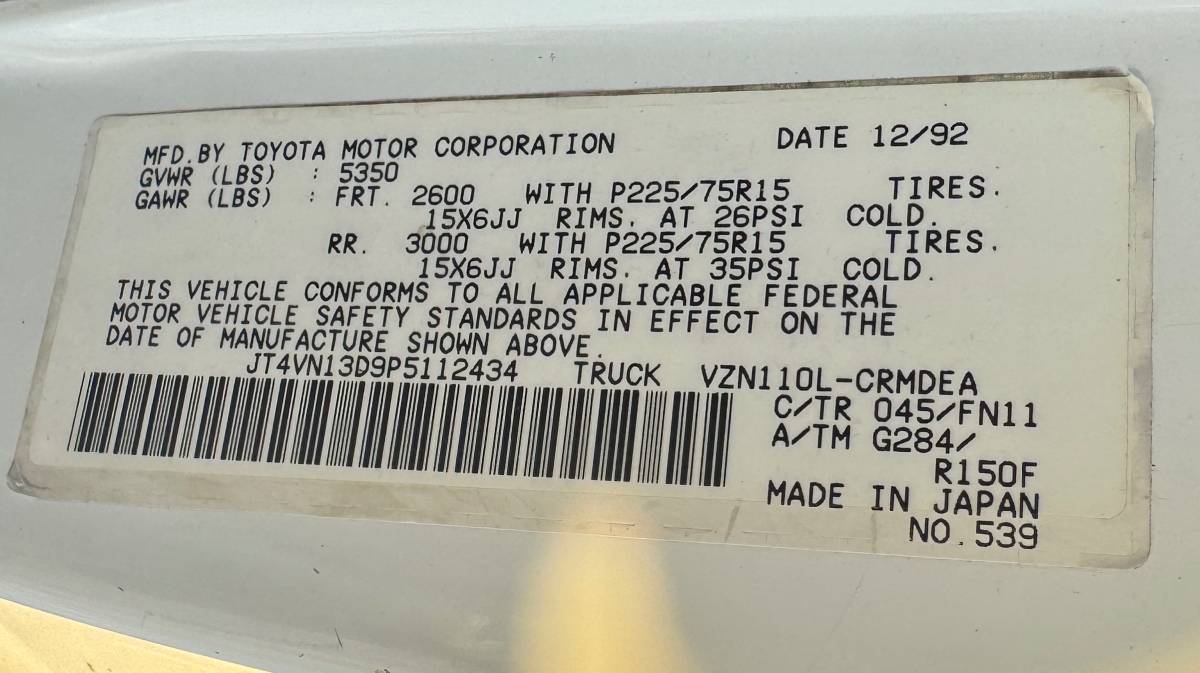 MFD. BY TOYOTA MOTOR CORPORATION DATE 12/92
GVWR (LBS) : 5350
GAWR (LBS) : FRT. 2600 WITH P225/75R15 TIRES.
15X6JJ RIMS. AT 26PSI COLD.
RR. 3000 WITH P225/75R15 TIRES.
15X6JJ RIMS. AT 35PSI COLD.
THIS VEHICLE CONFORMS TO ALL APPLICABLE FEDERAL
MOTOR VEHICLE SAFETY STANDARDS IN EFFECT ON THE
DATE OF MANUFACTURE SHOWN ABOVE.
JT4VN13D9P5112434 TRUCK VZN110L-CRMDEA
C/TR 045/FN11
A/TM G284/
R150F
MADE IN JAPAN
NO. 539